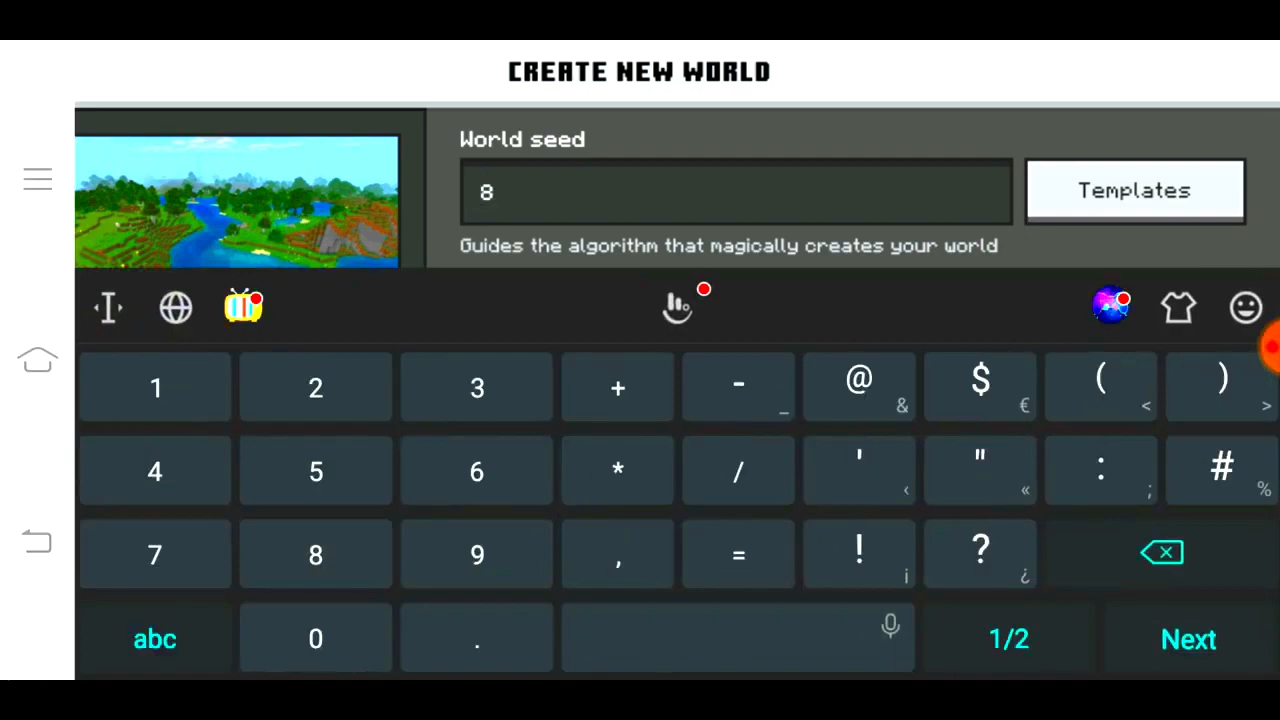 CREATE NEW WORLD
World seed
8
Templates
Guides the algorithm that magically creates your world
1 2 3 + - _ @ & $ € ( < ) >
4 5 6 * / ' ‹ " « : ; # %
7 8 9 , = ! ¡ ? ¿
abc 0 . 1/2 Next